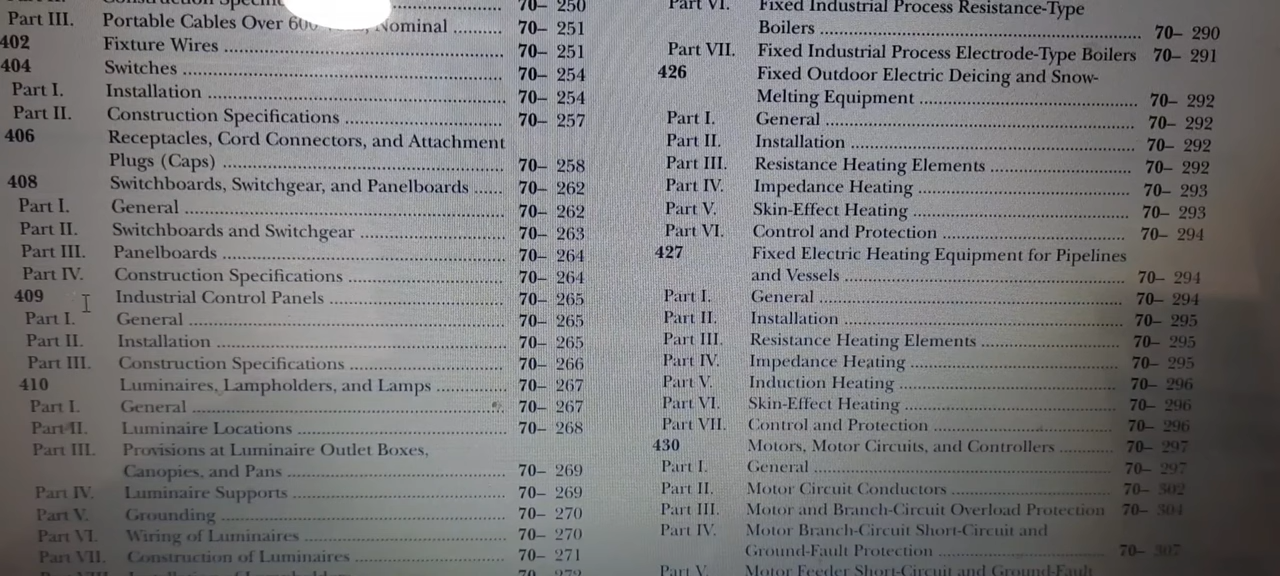 70– 250
Part III. Portable Cables Over 600 Nominal ............ 70– 251
402 Fixture Wires ............ 70– 251
404 Switches ............ 70– 254
Part I. Installation ............ 70– 254
Part II. Construction Specifications ............ 70– 257
406 Receptacles, Cord Connectors, and Attachment
Plugs (Caps) ............ 70– 258
408 Switchboards, Switchgear, and Panelboards ...... 70– 262
Part I. General ............ 70– 262
Part II. Switchboards and Switchgear ............ 70– 263
Part III. Panelboards ............ 70– 264
Part IV. Construction Specifications ............ 70– 264
409 Industrial Control Panels ............ 70– 265
Part I. General ............ 70– 265
Part II. Installation ............ 70– 265
Part III. Construction Specifications ............ 70– 266
410 Luminaires, Lampholders, and Lamps ............ 70– 267
Part I. General ............ 70– 267
Part II. Luminaire Locations ............ 70– 268
Part III. Provisions at Luminaire Outlet Boxes,
Canopies, and Pans ............ 70– 269
Part IV. Luminaire Supports ............ 70– 269
Part V. Grounding ............ 70– 270
Part VI. Wiring of Luminaires ............ 70– 270
Part VII. Construction of Luminaires ............ 70– 271
Part VI. Fixed Industrial Process Resistance-Type
Boilers ............ 70– 290
Part VII. Fixed Industrial Process Electrode-Type Boilers 70– 291
426 Fixed Outdoor Electric Deicing and Snow-
Melting Equipment ............ 70– 292
Part I. General ............ 70– 292
Part II. Installation ............ 70– 292
Part III. Resistance Heating Elements ............ 70– 292
Part IV. Impedance Heating ............ 70– 293
Part V. Skin-Effect Heating ............ 70– 293
Part VI. Control and Protection ............ 70– 294
427 Fixed Electric Heating Equipment for Pipelines
and Vessels ............ 70– 294
Part I. General ............ 70– 294
Part II. Installation ............ 70– 295
Part III. Resistance Heating Elements ............ 70– 295
Part IV. Impedance Heating ............ 70– 295
Part V. Induction Heating ............ 70– 296
Part VI. Skin-Effect Heating ............ 70– 296
Part VII. Control and Protection ............ 70– 296
430 Motors, Motor Circuits, and Controllers ............ 70– 297
Part I. General ............ 70– 297
Part II. Motor Circuit Conductors ............ 70– 302
Part III. Motor and Branch-Circuit Overload Protection 70– 304
Part IV. Motor Branch-Circuit Short-Circuit and
Ground-Fault Protection ............ 70– 307
Part V. Motor Feeder Short-Circuit and Ground-Fault